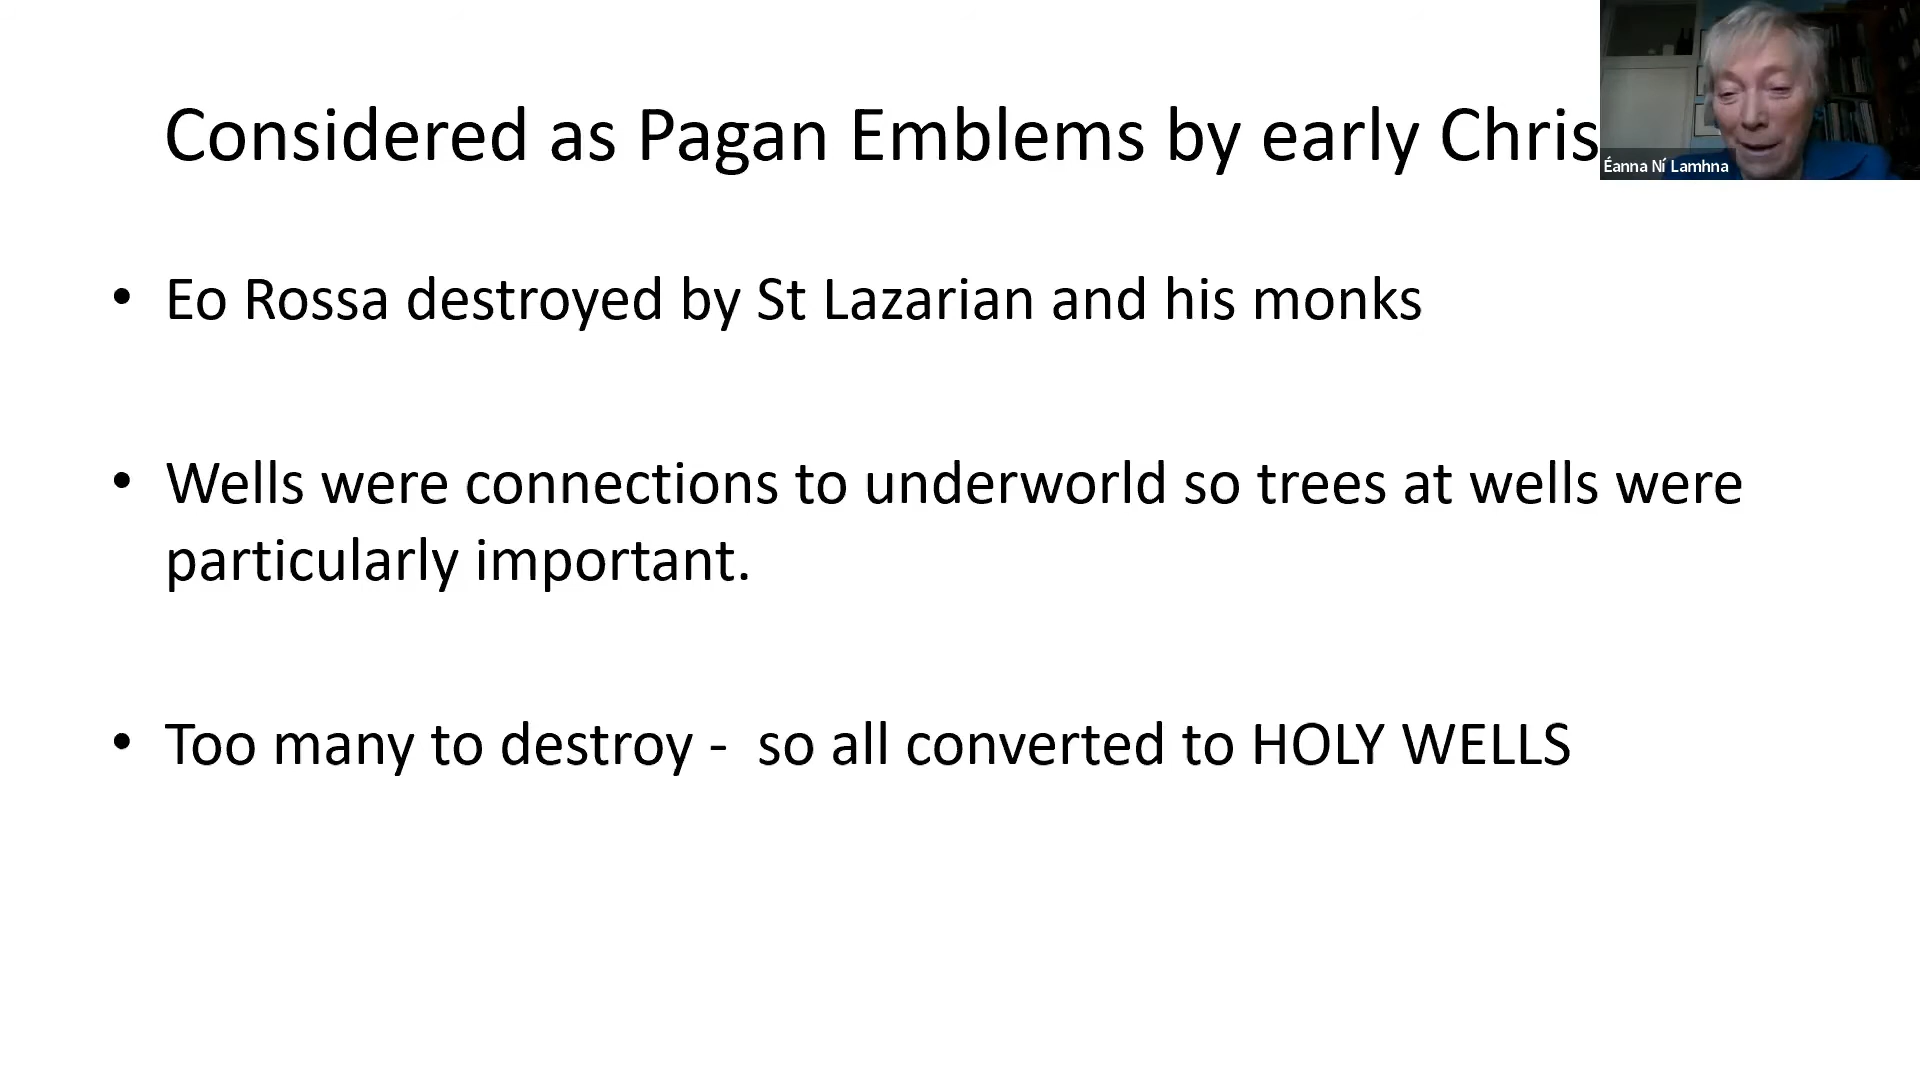 Considered as Pagan Emblems by early Chris
Éanna Ní Lamhna
• Eo Rossa destroyed by St Lazarian and his monks
• Wells were connections to underworld so trees at wells were
particularly important.
• Too many to destroy -  so all converted to HOLY WELLS